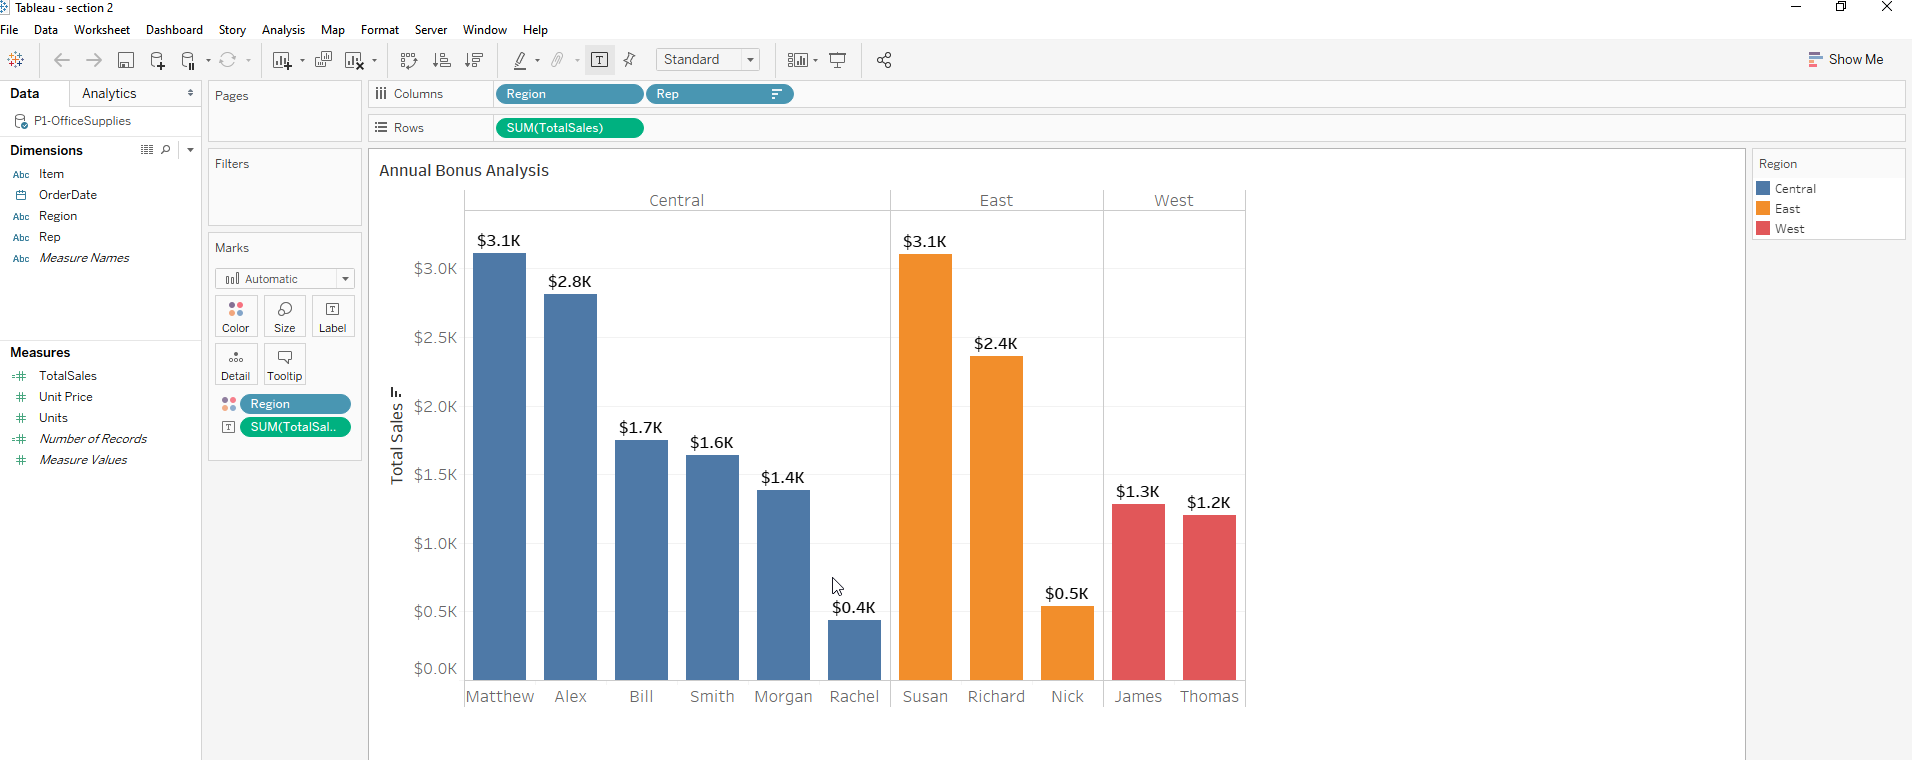 Tableau - section 2
File Data Worksheet Dashboard Story Analysis Map Format Server Window Help
Standard
Show Me
Data Analytics
P1-OfficeSupplies
Dimensions
Abc Item
OrderDate
Abc Region
Abc Rep
Abc Measure Names
Measures
TotalSales
Unit Price
Units
Number of Records
Measure Values
Pages
Filters
Marks
Automatic
Color Size Label
Detail Tooltip
Region
SUM(TotalSal..
Columns Region Rep
Rows SUM(TotalSales)
Annual Bonus Analysis
Central East West
$3.1K $2.8K $1.7K $1.6K $1.4K $0.4K $3.1K $2.4K $0.5K $1.3K $1.2K
Total Sales
$3.0K
$2.5K
$2.0K
$1.5K
$1.0K
$0.5K
$0.0K
Matthew Alex Bill Smith Morgan Rachel Susan Richard Nick James Thomas
Region
Central
East
West